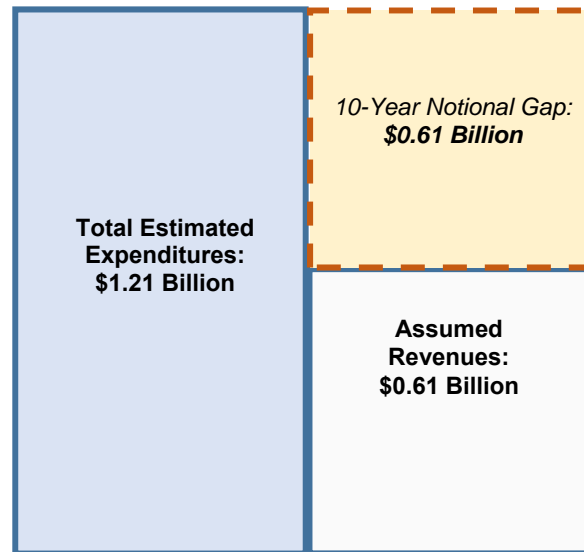 10-Year Notional Gap:
$0.61 Billion
Total Estimated
Expenditures:
$1.21 Billion
Assumed
Revenues:
$0.61 Billion